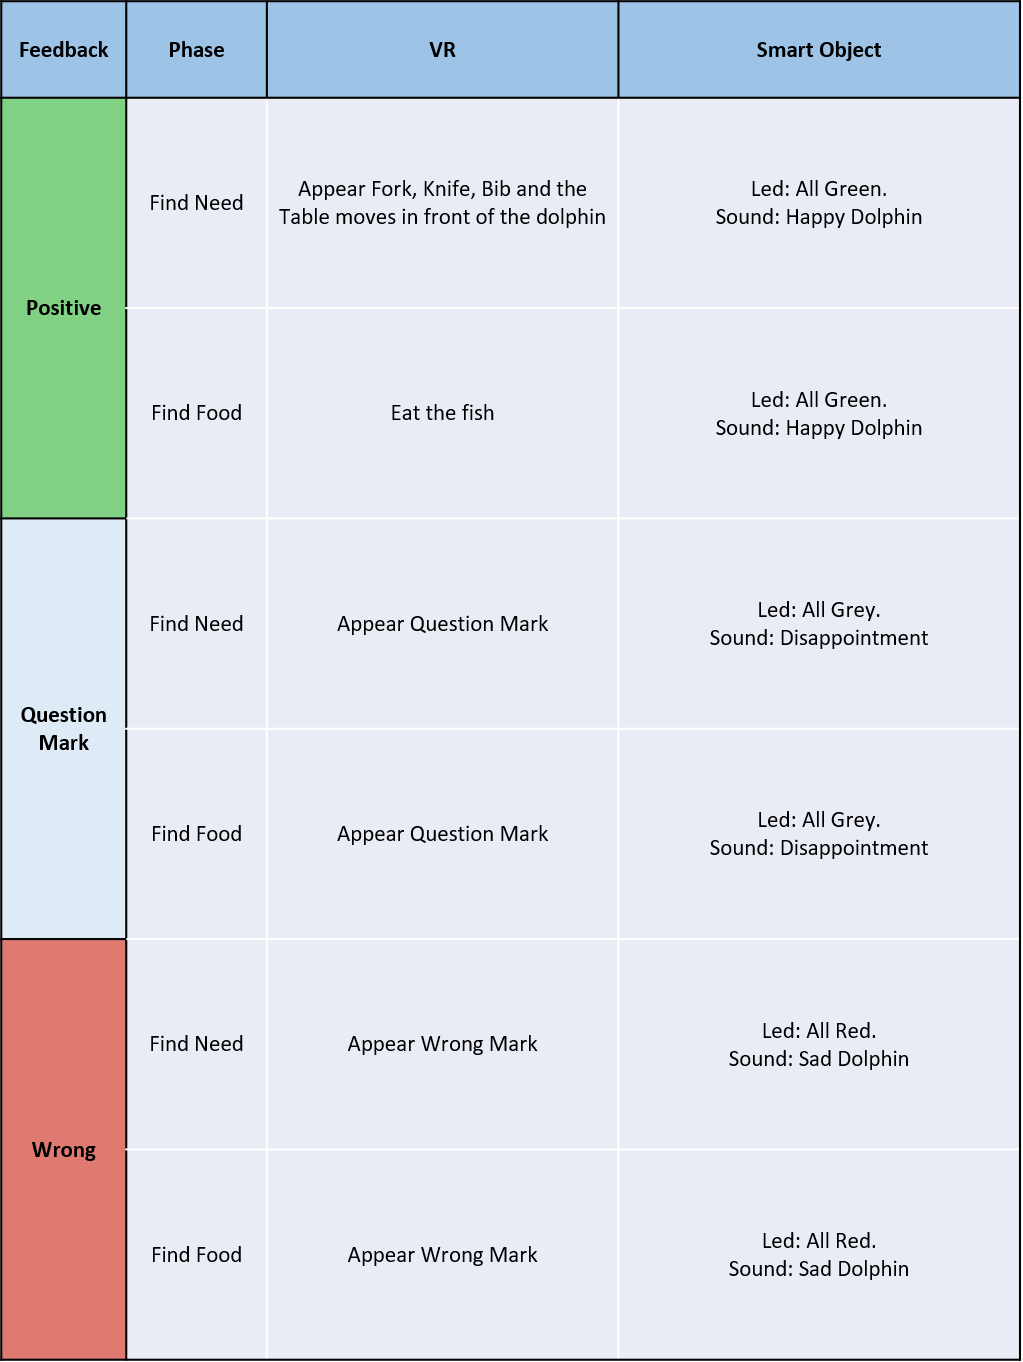 Feedback
Phase
VR
Smart Object
Positive
Find Need
Appear Fork, Knife, Bib and the
Table moves in front of the dolphin
Led: All Green.
Sound: Happy Dolphin
Find Food
Eat the fish
Led: All Green.
Sound: Happy Dolphin
Question
Mark
Find Need
Appear Question Mark
Led: All Grey.
Sound: Disappointment
Find Food
Appear Question Mark
Led: All Grey.
Sound: Disappointment
Wrong
Find Need
Appear Wrong Mark
Led: All Red.
Sound: Sad Dolphin
Find Food
Appear Wrong Mark
Led: All Red.
Sound: Sad Dolphin